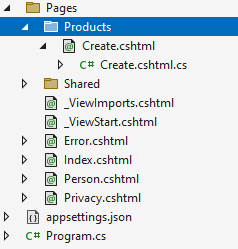 Pages
Products
Create.cshtml
Create.cshtml.cs
Shared
_ViewImports.cshtml
_ViewStart.cshtml
Error.cshtml
Index.cshtml
Person.cshtml
Privacy.cshtml
appsettings.json
Program.cs